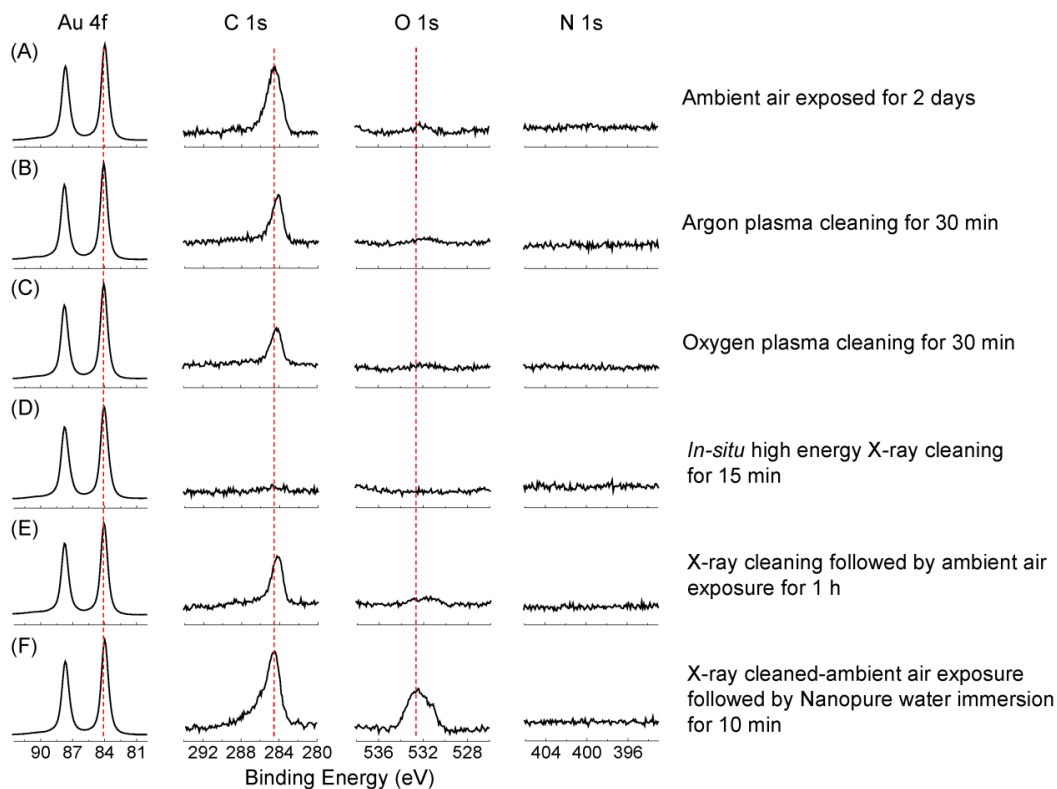 Au 4f C 1s O 1s N 1s
(A)
Ambient air exposed for 2 days
(B)
Argon plasma cleaning for 30 min
(C)
Oxygen plasma cleaning for 30 min
(D)
In-situ high energy X-ray cleaning
for 15 min
(E)
X-ray cleaning followed by ambient air
exposure for 1 h
(F)
X-ray cleaned-ambient air exposure
followed by Nanopure water immersion
for 10 min
90 87 84 81 292 288 284 280 536 532 528 404 400 396
Binding Energy (eV)